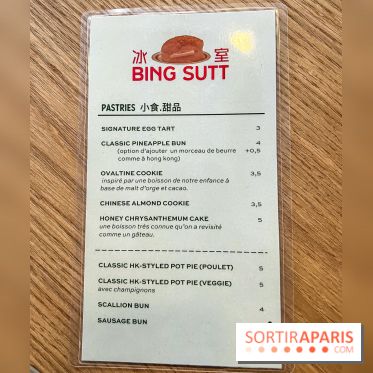 冰 室
BING SUTT
PASTRIES 小食.甜品
SIGNATURE EGG TART 3
CLASSIC PINEAPPLE BUN 4
(option d'ajouter un morceau de beurre +0,5
comme à hong kong)
OVALTINE COOKIE 3,5
inspiré par une boisson de notre enfance à
base de malt d'orge et cacao.
CHINESE ALMOND COOKIE 3,5
HONEY CHRYSANTHEMUM CAKE 5
une boisson très connue qu'on a revisité
comme un gâteau.
CLASSIC HK-STYLED POT PIE (POULET) 5
CLASSIC HK-STYLED POT PIE (VEGGIE) 5
avec champignons
SCALLION BUN 4
SAUSAGE BUN
SORTIRAPARIS
.COM